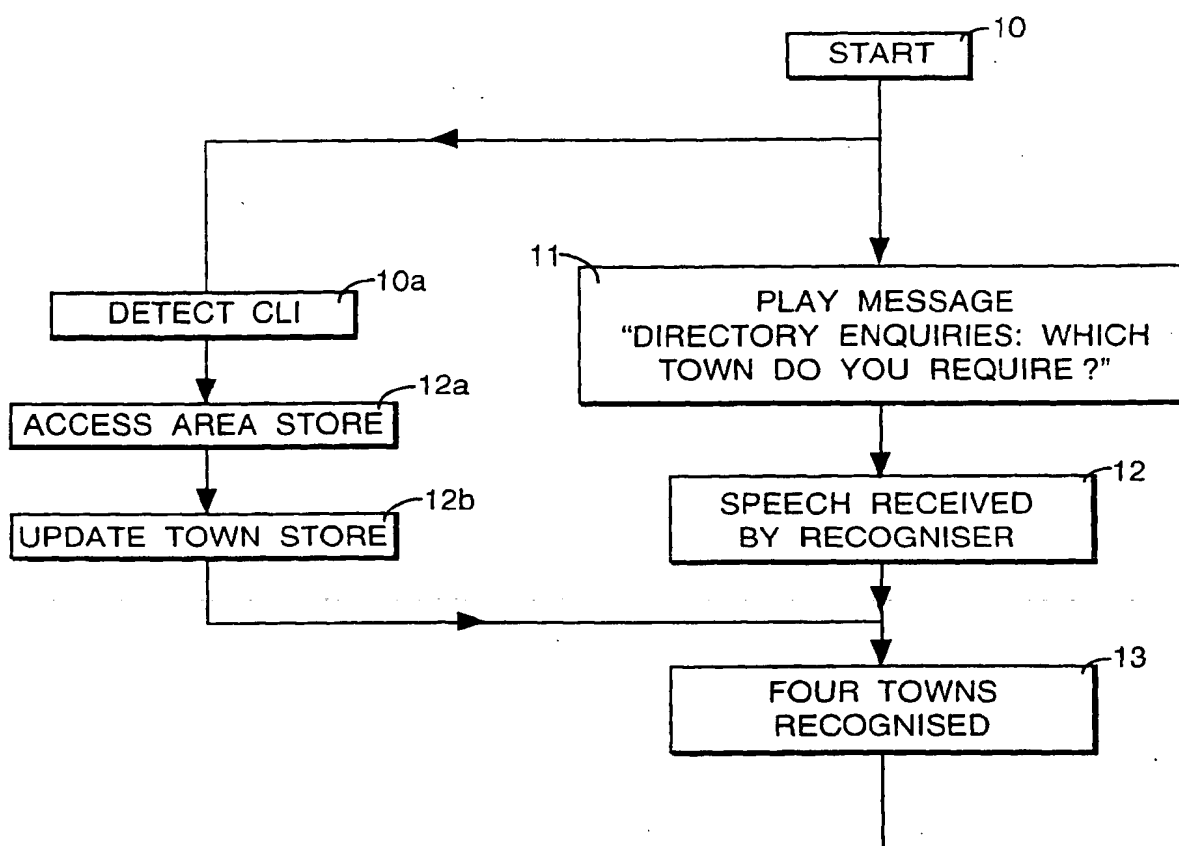 10
START
11
PLAY MESSAGE
“DIRECTORY ENQUIRIES: WHICH
TOWN DO YOU REQUIRE ?”
10a
DETECT CLI
12a
ACCESS AREA STORE
12b
UPDATE TOWN STORE
12
SPEECH RECEIVED
BY RECOGNISER
13
FOUR TOWNS
RECOGNISED